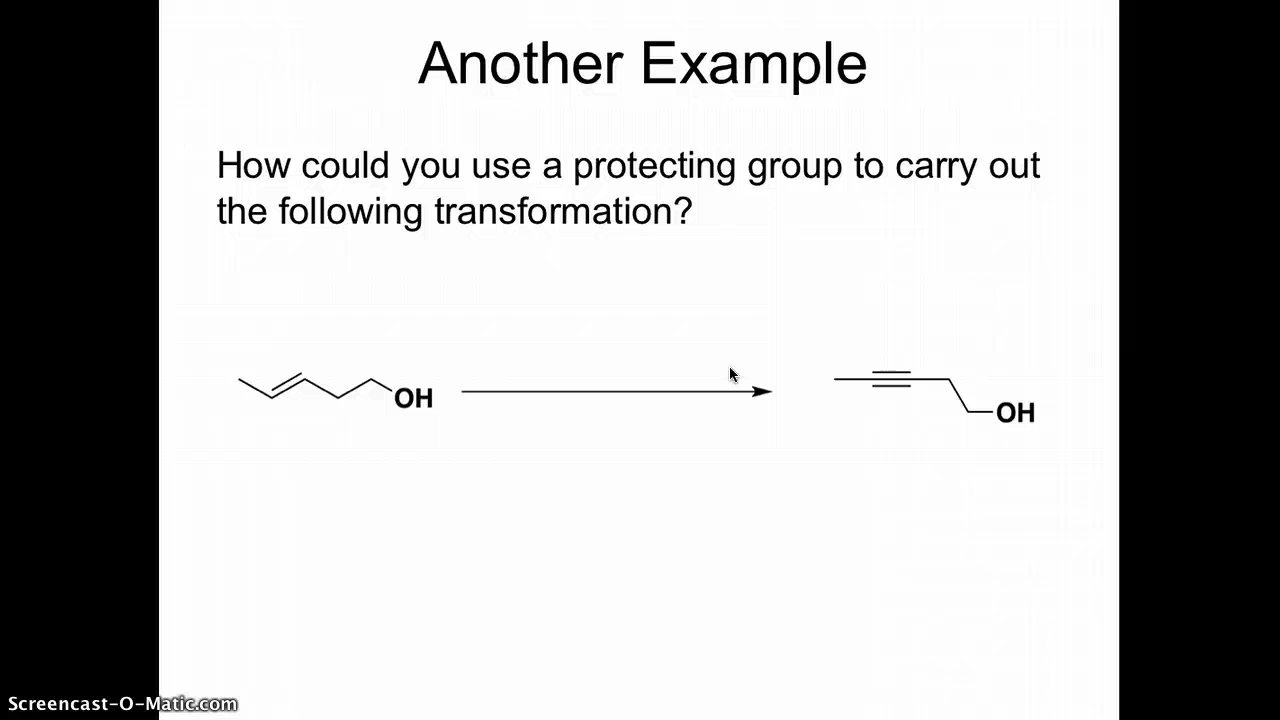 Another Example
How could you use a protecting group to carry out
the following transformation?
OH
OH
Screencast-O-Matic.com